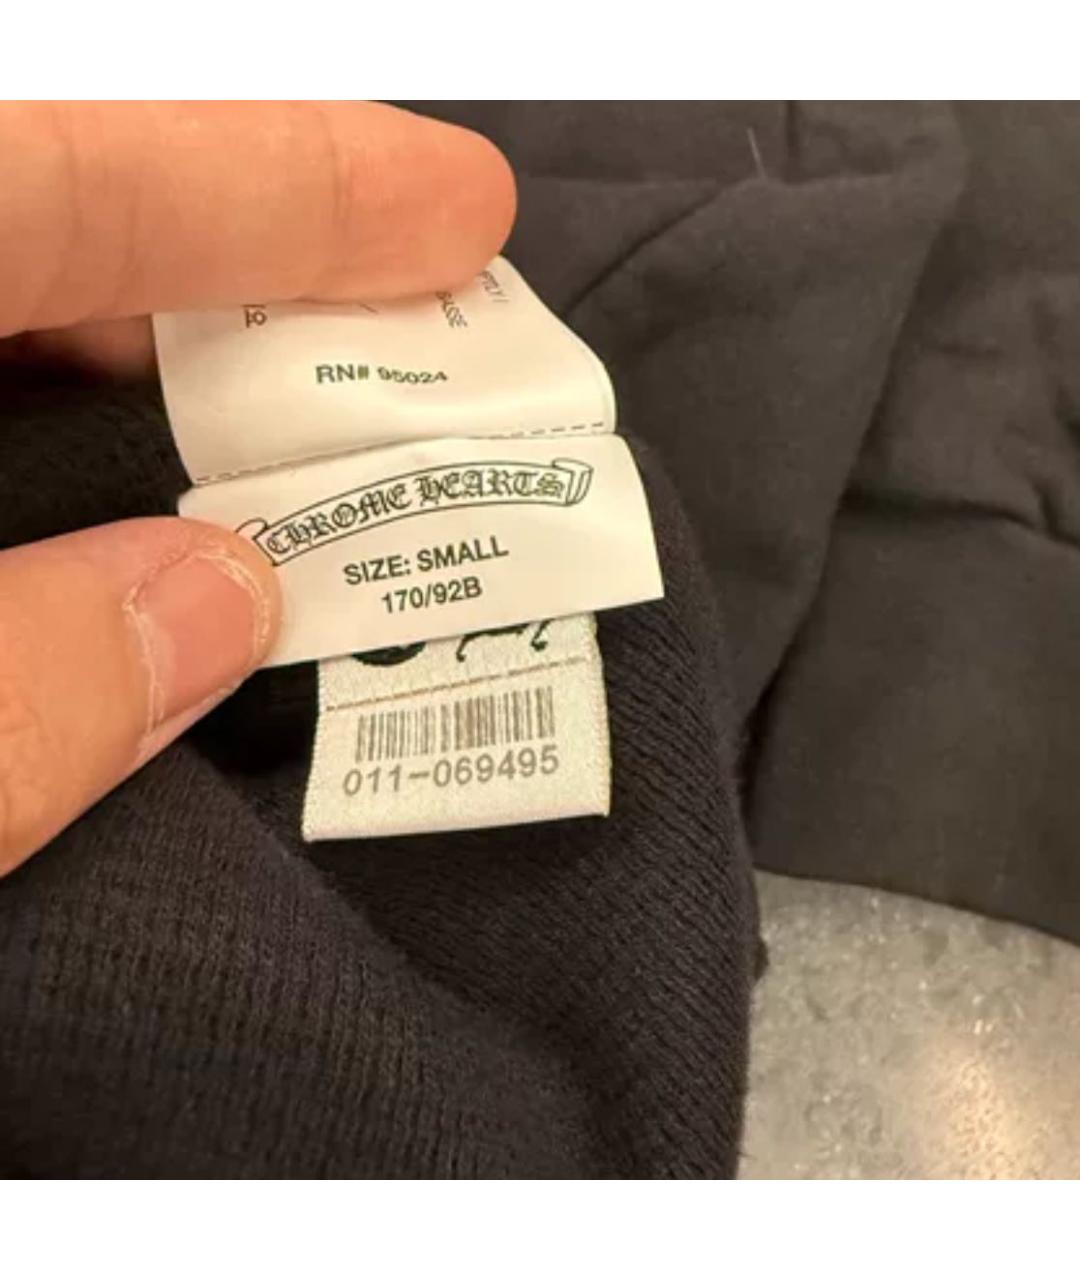 RN# 95024
CHROME HEARTS
SIZE: SMALL
170/92B
011-069495